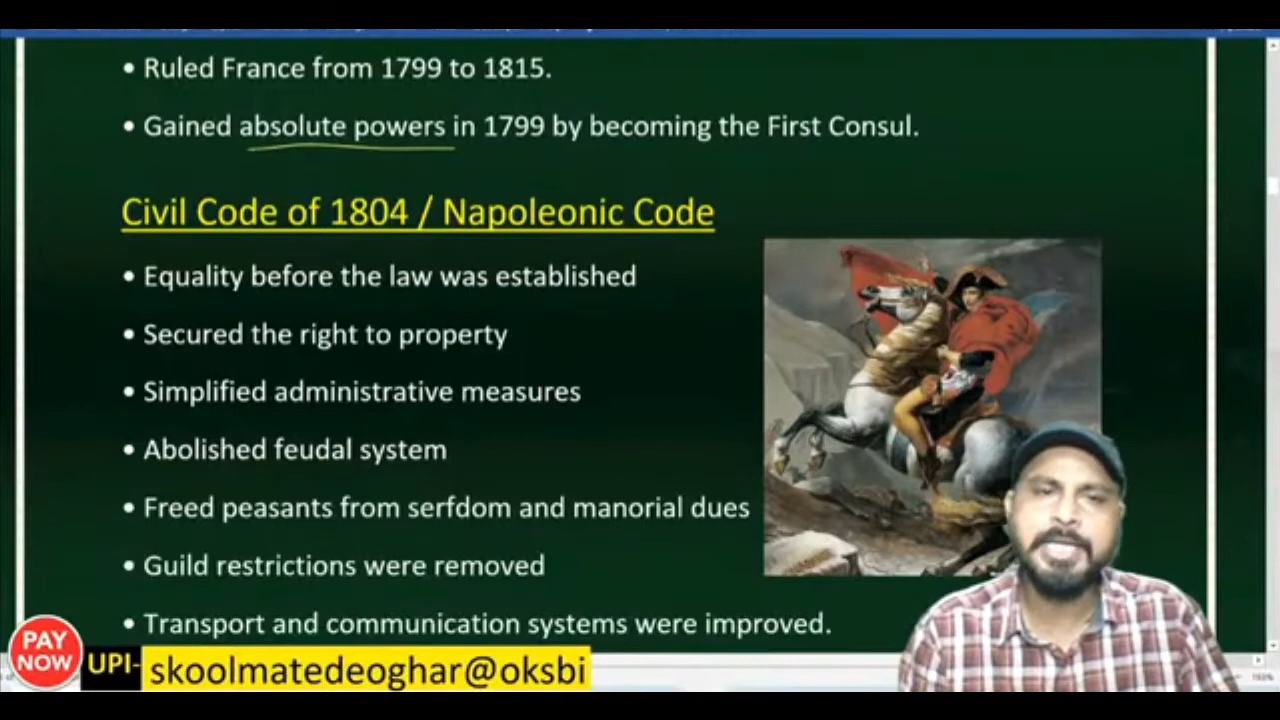 • Ruled France from 1799 to 1815.
• Gained absolute powers in 1799 by becoming the First Consul.
Civil Code of 1804 / Napoleonic Code
• Equality before the law was established
• Secured the right to property
• Simplified administrative measures
• Abolished feudal system
• Freed peasants from serfdom and manorial dues
• Guild restrictions were removed
• Transport and communication systems were improved.
PAY
NOW
UPI- skoolmatedeoghar@oksbi